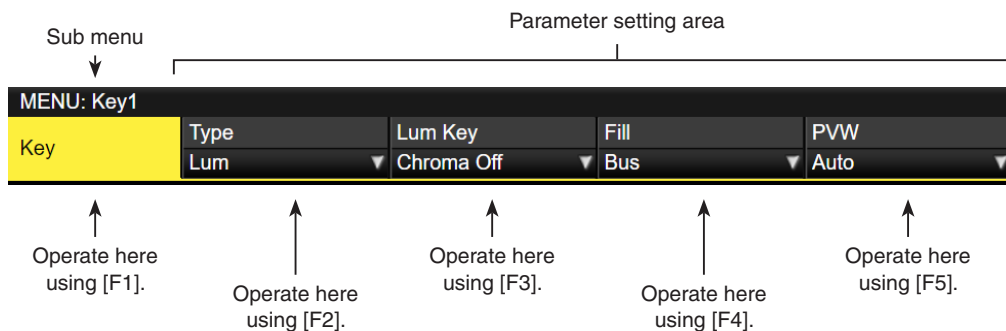 Parameter setting area
Sub menu
MENU: Key1
Key
Type
Lum Key
Fill
PVW
Lum
Chroma Off
Bus
Auto
Operate here
using [F1].
Operate here
using [F2].
Operate here
using [F3].
Operate here
using [F4].
Operate here
using [F5].